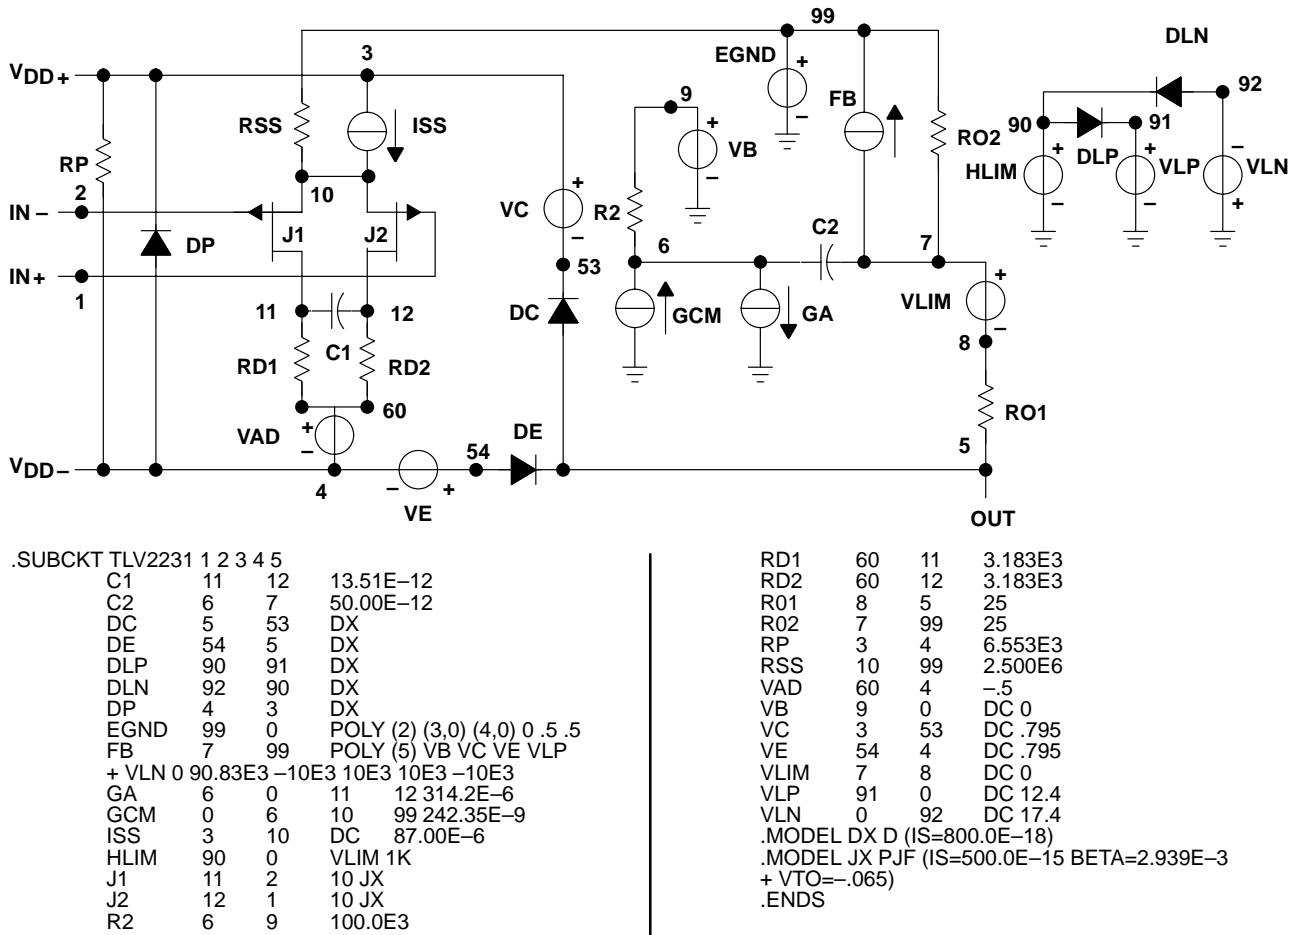 99
DLN
3
EGND
+
–
92
VDD+
9
FB
RSS
ISS
+
–
VB
RO2
90
91
DLP
RP
HLIM
+
–
+
–
VLP
–
+
VLN
10
2
IN–
J1
J2
VC
+
–
R2
C2
DP
6
7
IN+
53
1
VLIM
+
–
11
12
DC
GCM
GA
C1
8
RD1
RD2
60
RO1
VAD
+
–
DE
54
5
VDD–
4
–
+
VE
OUT
.SUBCKT TLV2231 1 2 3 4 5
C1 11 12 13.51E–12
C2 6 7 50.00E–12
DC 5 53 DX
DE 54 5 DX
DLP 90 91 DX
DLN 92 90 DX
DP 4 3 DX
EGND 99 0 POLY (2) (3,0) (4,0) 0 .5 .5
FB 7 99 POLY (5) VB VC VE VLP
+ VLN 0 90.83E3 –10E3 10E3 10E3 –10E3
GA 6 0 11 12 314.2E–6
GCM 0 6 10 99 242.35E–9
ISS 3 10 DC 87.00E–6
HLIM 90 0 VLIM 1K
J1 11 2 10 JX
J2 12 1 10 JX
R2 6 9 100.0E3
RD1 60 11 3.183E3
RD2 60 12 3.183E3
R01 8 5 25
R02 7 99 25
RP 3 4 6.553E3
RSS 10 99 2.500E6
VAD 60 4 –.5
VB 9 0 DC 0
VC 3 53 DC .795
VE 54 4 DC .795
VLIM 7 8 DC 0
VLP 91 0 DC 12.4
VLN 0 92 DC 17.4
.MODEL DX D (IS=800.0E–18)
.MODEL JX PJF (IS=500.0E–15 BETA=2.939E–3
+ VTO=–.065)
.ENDS